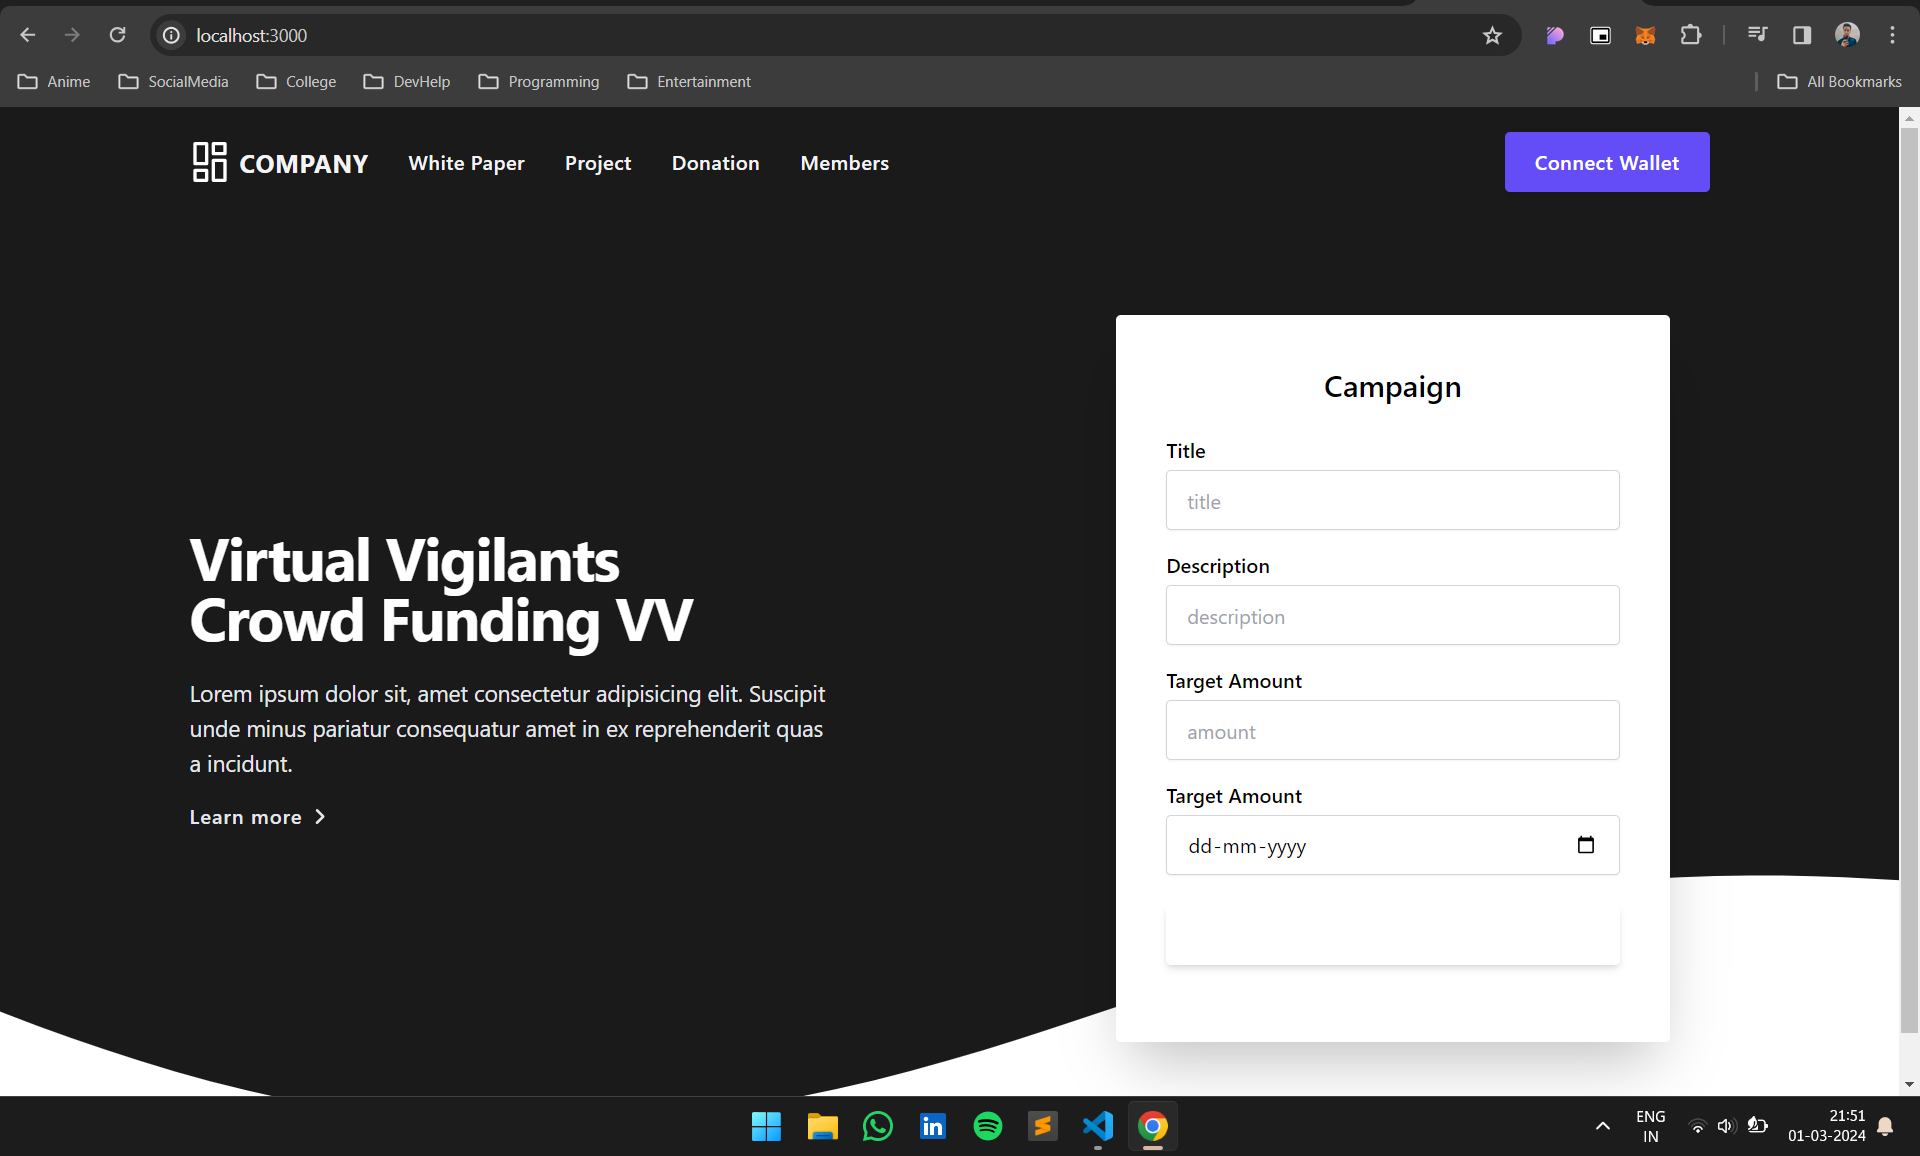 localhost:3000
Anime SocialMedia College DevHelp Programming Entertainment All Bookmarks
COMPANY White Paper Project Donation Members Connect Wallet
Virtual Vigilants
Crowd Funding VV
Lorem ipsum dolor sit, amet consectetur adipisicing elit. Suscipit
unde minus pariatur consequatur amet in ex reprehenderit quas
a incidunt.
Learn more
Campaign
Title
title
Description
description
Target Amount
amount
Target Amount
dd-mm-yyyy
ENG
IN
21:51
01-03-2024